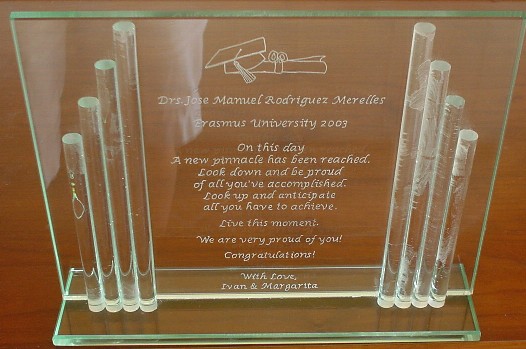 Drs. Jose Manuel Rodriguez Merelles
Erasmus University 2003
On this day
A new pinnacle has been reached.
Look down and be proud
of all you've accomplished.
Look up and anticipate
all you have to achieve.
Live this moment.
We are very proud of you!
Congratulations!
With Love,
Ivan & Margarita